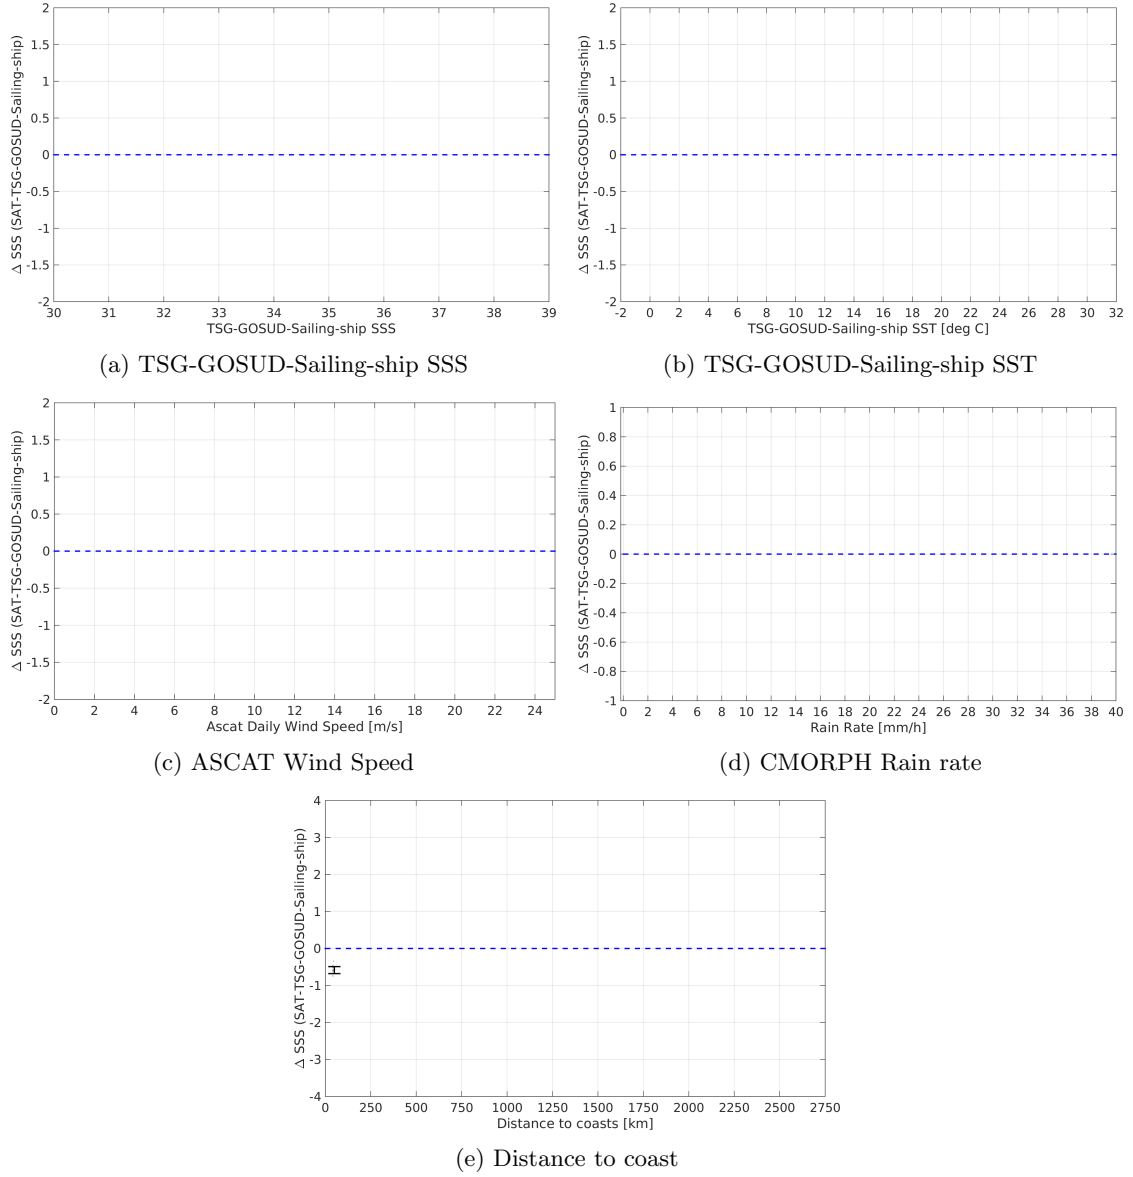 2
1.5
1
0.5
0
-0.5
-1
-1.5
-2
Δ SSS (SAT-TSG-GOSUD-Sailing-ship)
30 31 32 33 34 35 36 37 38 39
TSG-GOSUD-Sailing-ship SSS
(a) TSG-GOSUD-Sailing-ship SSS
2
1.5
1
0.5
0
-0.5
-1
-1.5
-2
Δ SSS (SAT-TSG-GOSUD-Sailing-ship)
-2 0 2 4 6 8 10 12 14 16 18 20 22 24 26 28 30 32
TSG-GOSUD-Sailing-ship SST [deg C]
(b) TSG-GOSUD-Sailing-ship SST
2
1.5
1
0.5
0
-0.5
-1
-1.5
-2
Δ SSS (SAT-TSG-GOSUD-Sailing-ship)
0 2 4 6 8 10 12 14 16 18 20 22 24
Ascat Daily Wind Speed [m/s]
(c) ASCAT Wind Speed
1
0.8
0.6
0.4
0.2
0
-0.2
-0.4
-0.6
-0.8
-1
Δ SSS (SAT-TSG-GOSUD-Sailing-ship)
0 2 4 6 8 10 12 14 16 18 20 22 24 26 28 30 32 34 36 38 40
Rain Rate [mm/h]
(d) CMORPH Rain rate
4
3
2
1
0
-1
-2
-3
-4
Δ SSS (SAT-TSG-GOSUD-Sailing-ship)
0 250 500 750 1000 1250 1500 1750 2000 2250 2500 2750
Distance to coasts [km]
(e) Distance to coast